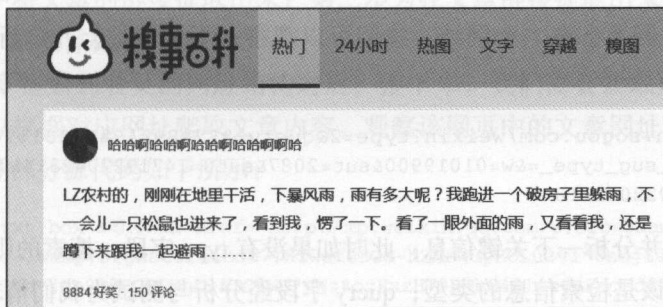 糗事百科 热门 24小时 热图 文字 穿越 糗图
哈哈啊哈啊哈哈啊哈哈啊啊哈
LZ农村的，刚刚在地里干活，下暴风雨，雨有多大呢？我跑进一个破房子里躲雨，不
一会儿一只松鼠也进来了，看到我，愣了一下。看了一眼外面的雨，又看看我，还是
蹲下来跟我一起避雨………
984 好笑 · 0 评论